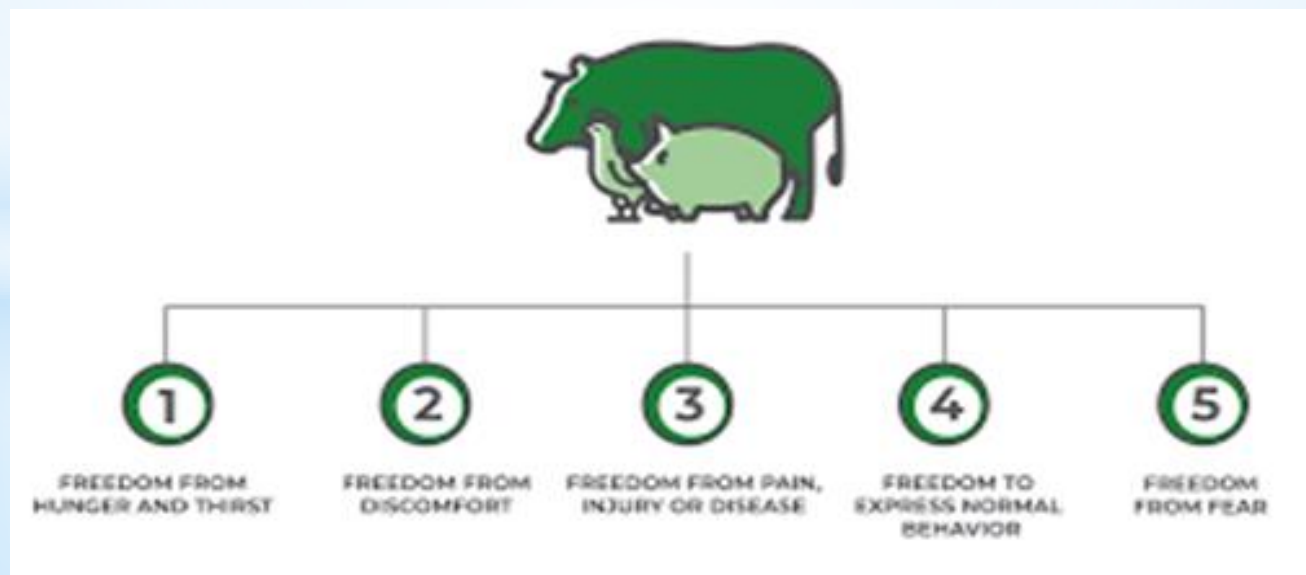 1
FREEDOM FROM
HUNGER AND THIRST
2
FREEDOM FROM
DISCOMFORT
3
FREEDOM FROM PAIN,
INJURY OR DISEASE
4
FREEDOM TO
EXPRESS NORMAL
BEHAVIOR
5
FREEDOM
FROM FEAR